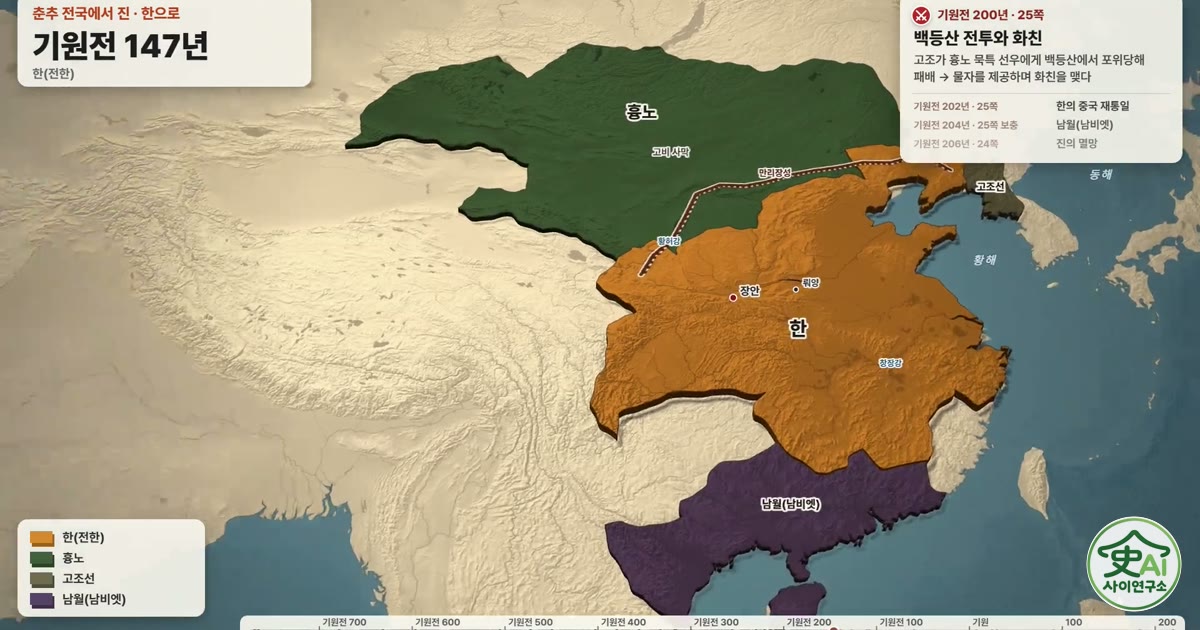 춘추 전국에서 진 · 한으로
기원전 147년
한(전한)
기원전 200년 · 25쪽
백등산 전투와 화친
고조가 흉노 묵특 선우에게 백등산에서 포위당해
패배 → 물자를 제공하며 화친을 맺다
기원전 202년 · 25쪽 한의 중국 재통일
기원전 204년 · 25쪽 보충 남월(남비엣)
기원전 206년 · 24쪽 진의 멸망
흉노
고비 사막
만리장성
고조선
동해
황허강
황해
장안
뤄양
한
창장강
남월(남비엣)
한(전한)
흉노
고조선
남월(남비엣)
史AI
사이연구소
기원전 700 기원전 600 기원전 500 기원전 400 기원전 300 기원전 200 기원전 100 기원 100 200